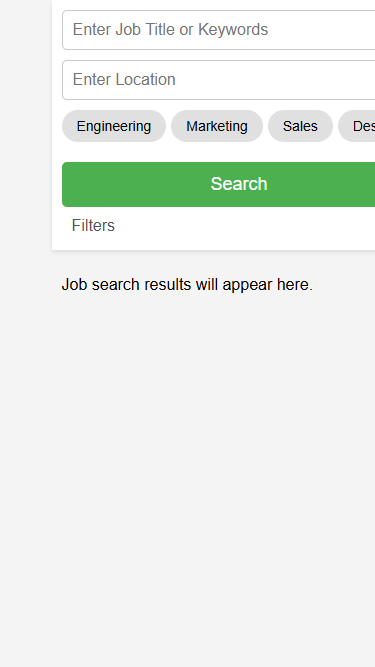 Enter Job Title or Keywords
Enter Location
Engineering Marketing Sales Des
Search
Filters
Job search results will appear here.